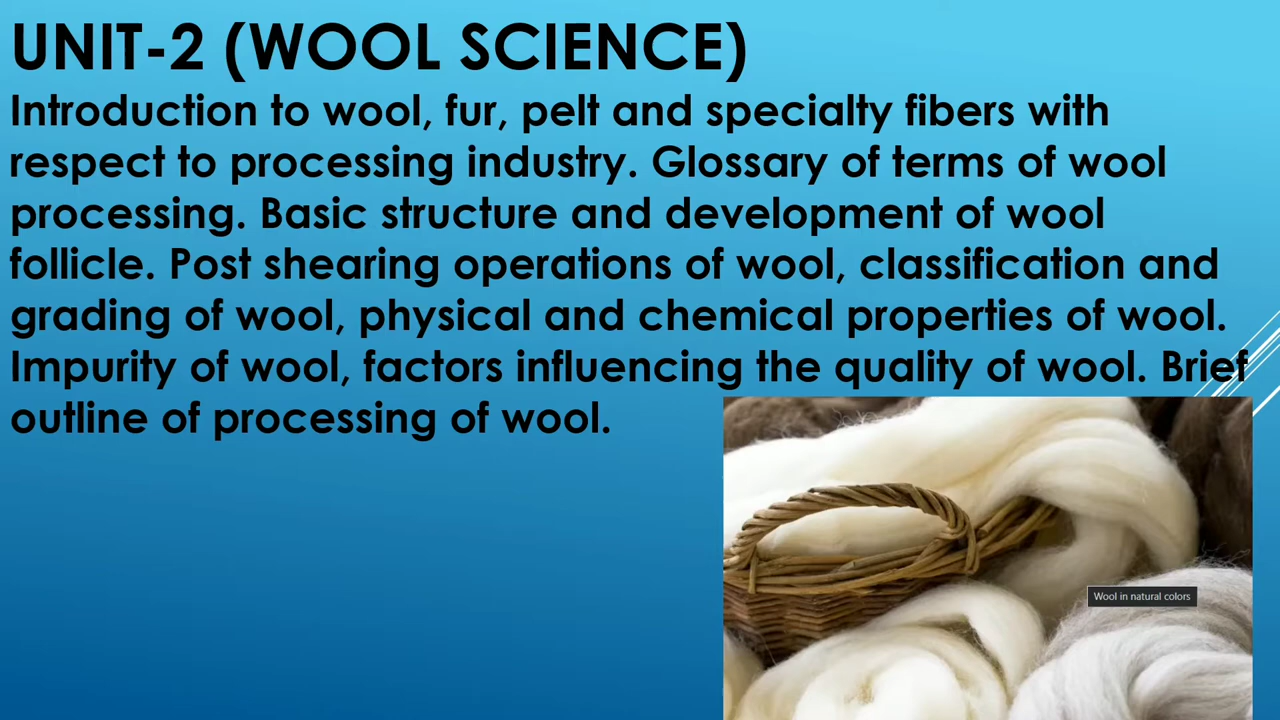 UNIT-2 (WOOL SCIENCE)
Introduction to wool, fur, pelt and specialty fibers with
respect to processing industry. Glossary of terms of wool
processing. Basic structure and development of wool
follicle. Post shearing operations of wool, classification and
grading of wool, physical and chemical properties of wool.
Impurity of wool, factors influencing the quality of wool. Brief
outline of processing of wool.
Wool in natural colors